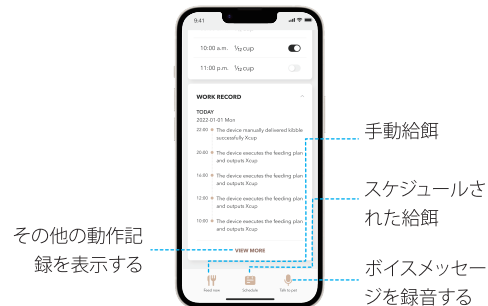 9:41
10:00 a.m. 1/12 cup
11:00 p.m. 1/12 cup
WORK RECORD
TODAY
2022-01-01 Mon
22:00 The device manually delivered kibble
successfully Xcup
20:00 The device executes the feeding plan
and outputs Xcup
16:00 The device executes the feeding plan
and outputs Xcup
12:00 The device executes the feeding plan
and outputs Xcup
10:00 The device executes the feeding plan
and outputs Xcup
VIEW MORE
Feed now
Schedule
Talk to pet
手動給餌
スケジュールさ
れた給餌
ボイスメッセー
ジを録音する
その他の動作記
録を表示する